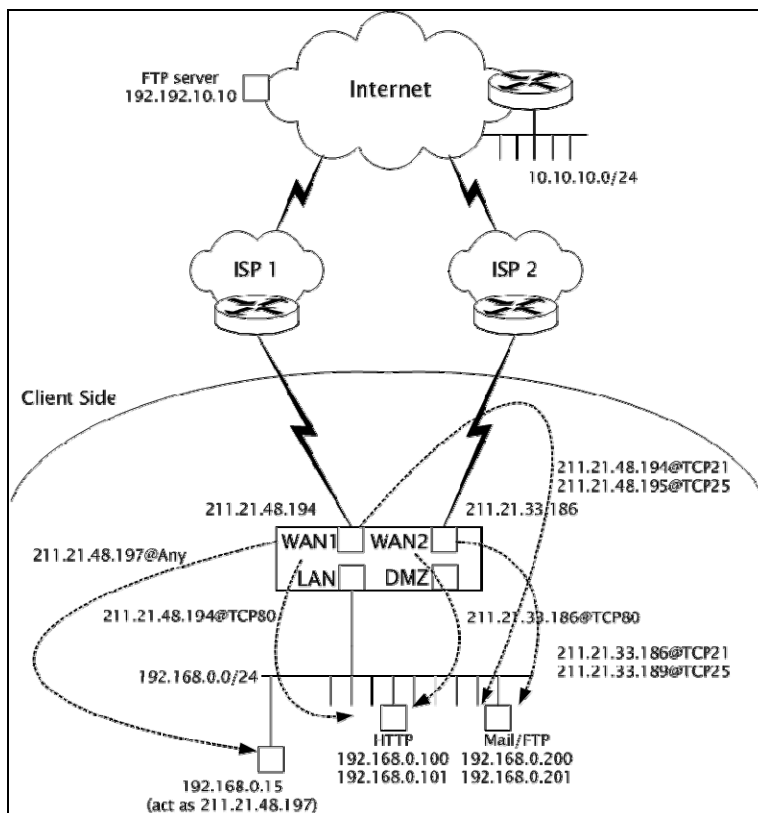 FTP server
192.192.10.10
Internet
10.10.10.0/24
ISP 1
ISP 2
Client Side
211.21.48.194@TCP21
211.21.48.195@TCP25
211.21.48.194
211.21.33.186
WAN1
WAN2
211.21.48.197@Any
LAN
DMZ
211.21.48.194@TCP80
211.21.33.186@TCP80
211.21.33.186@TCP21
211.21.33.189@TCP25
192.168.0.0/24
HTTP
192.168.0.100
192.168.0.101
Mail/FTP
192.168.0.200
192.168.0.201
192.168.0.15
(act as 211.21.48.197)